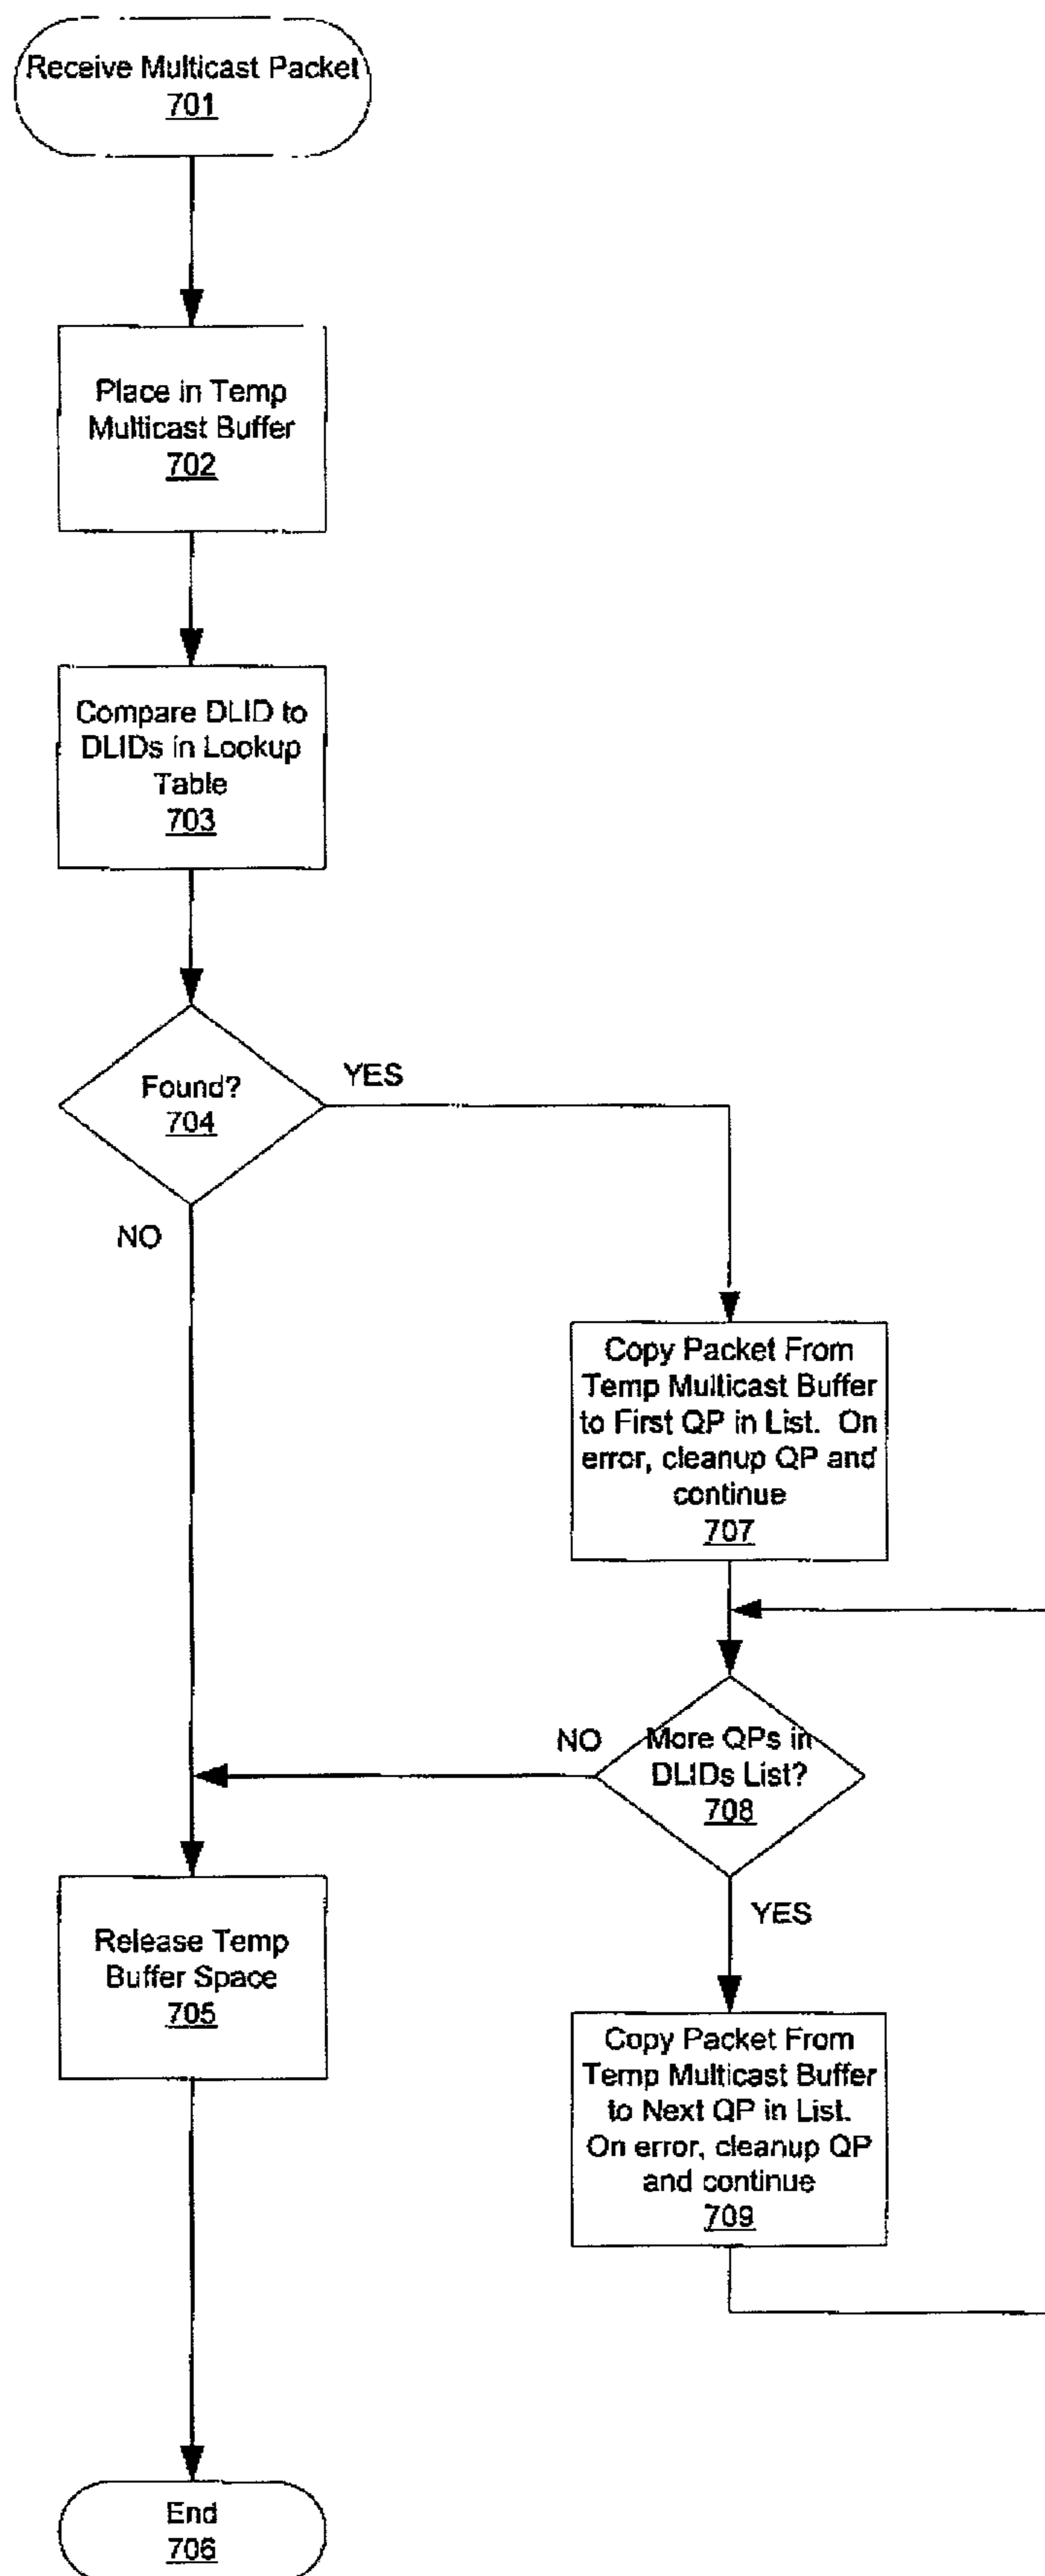 Receive Multicast Packet
701
Place in Temp
Multicast Buffer
702
Compare DLID to
DLIDs in Lookup
Table
703
Found?
704
YES
NO
Copy Packet From
Temp Multicast Buffer
to First QP in List. On
error, cleanup QP and
continue
707
NO
More QPs in
DLIDs List?
708
YES
Release Temp
Buffer Space
705
Copy Packet From
Temp Multicast Buffer
to Next QP in List.
On error, cleanup QP
and continue
709
End
706